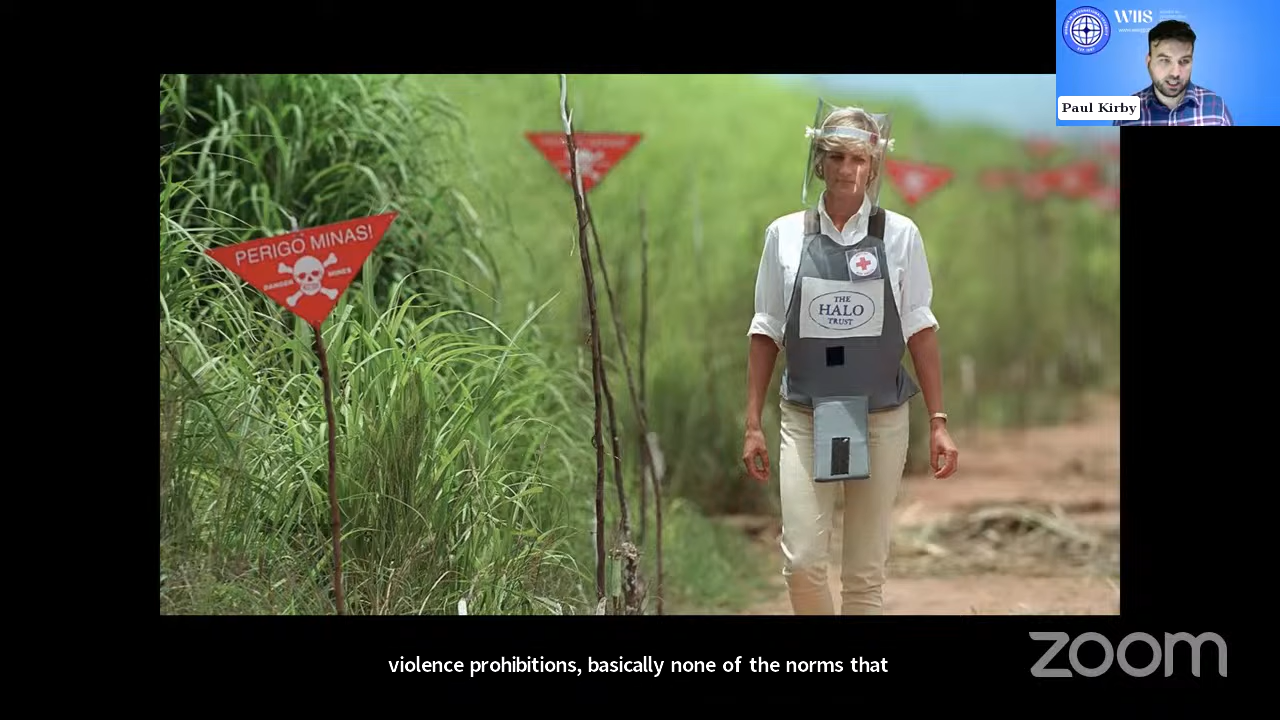 WIIS
Paul Kirby
PERIGO MINAS!
DANGER MINES
THE
HALO
TRUST
violence prohibitions, basically none of the norms that
zoom